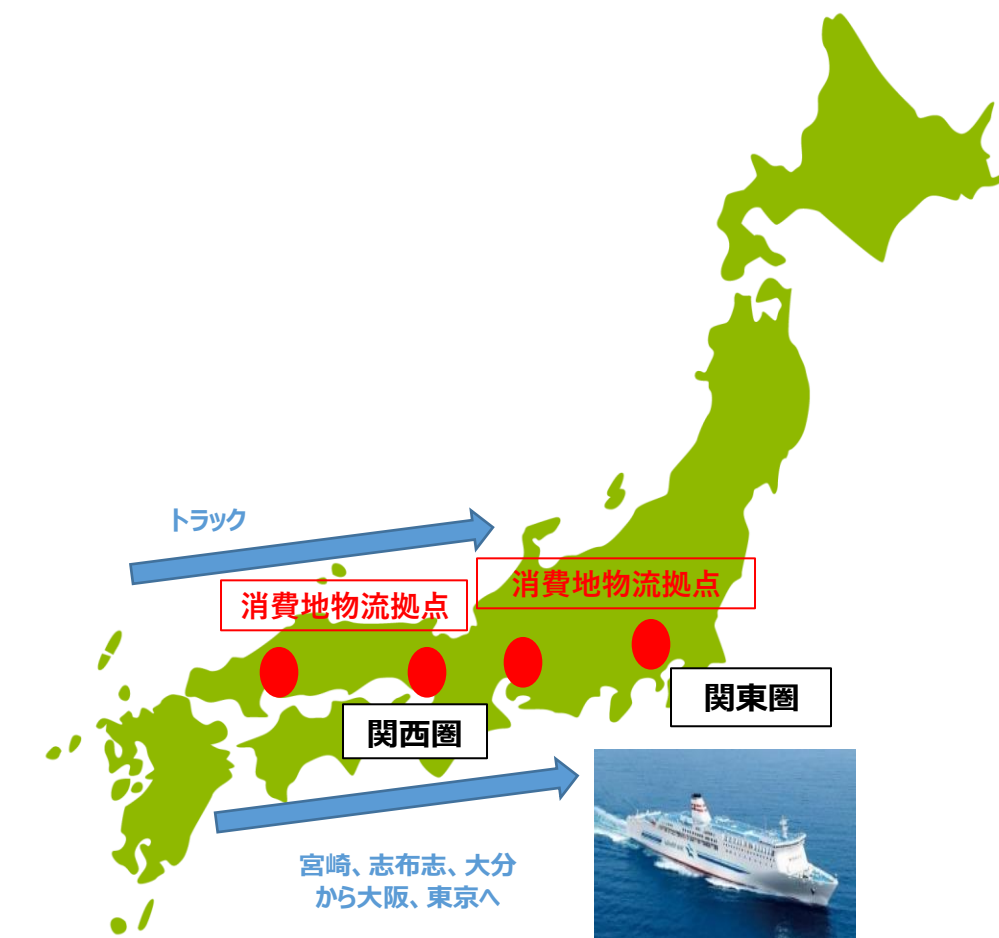 トラック
消費地物流拠点
消費地物流拠点
関東圏
関西圏
宮崎、志布志、大分
から大阪、東京へ